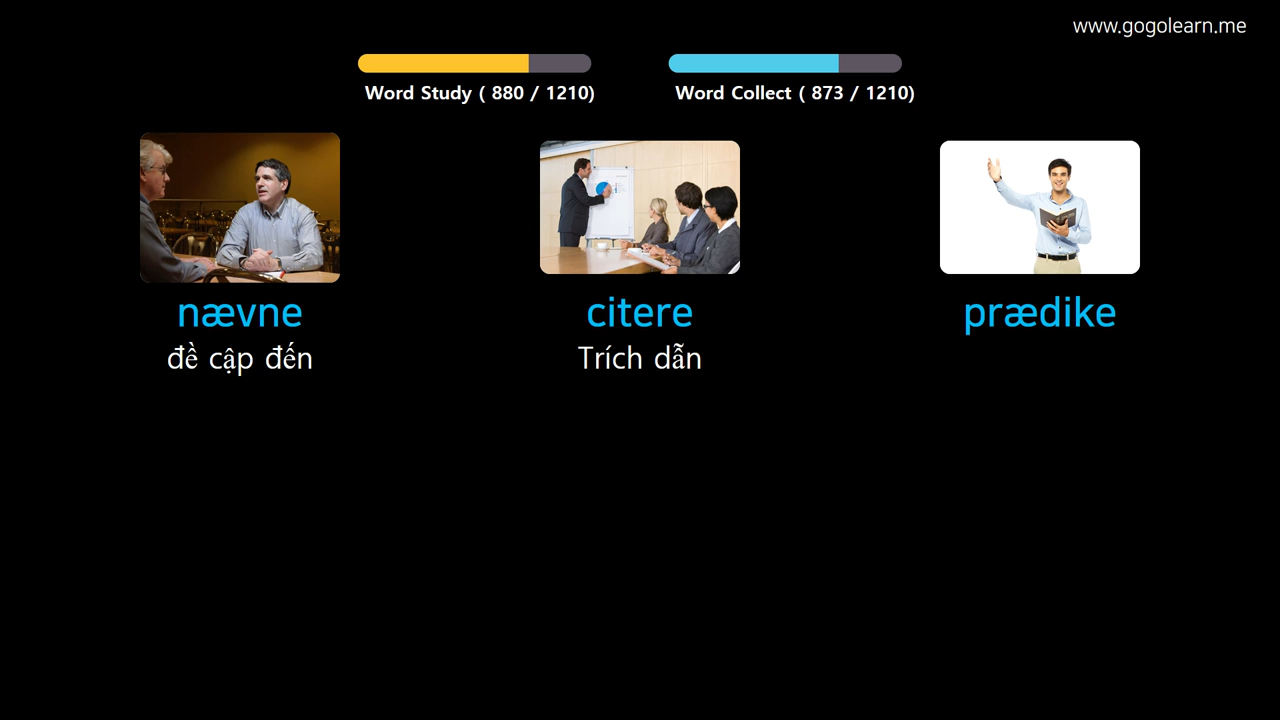 www.gogolearn.me
Word Study ( 880 / 1210)
Word Collect ( 873 / 1210)
nævne
citere
prædike
đề cập đến
Trích dẫn